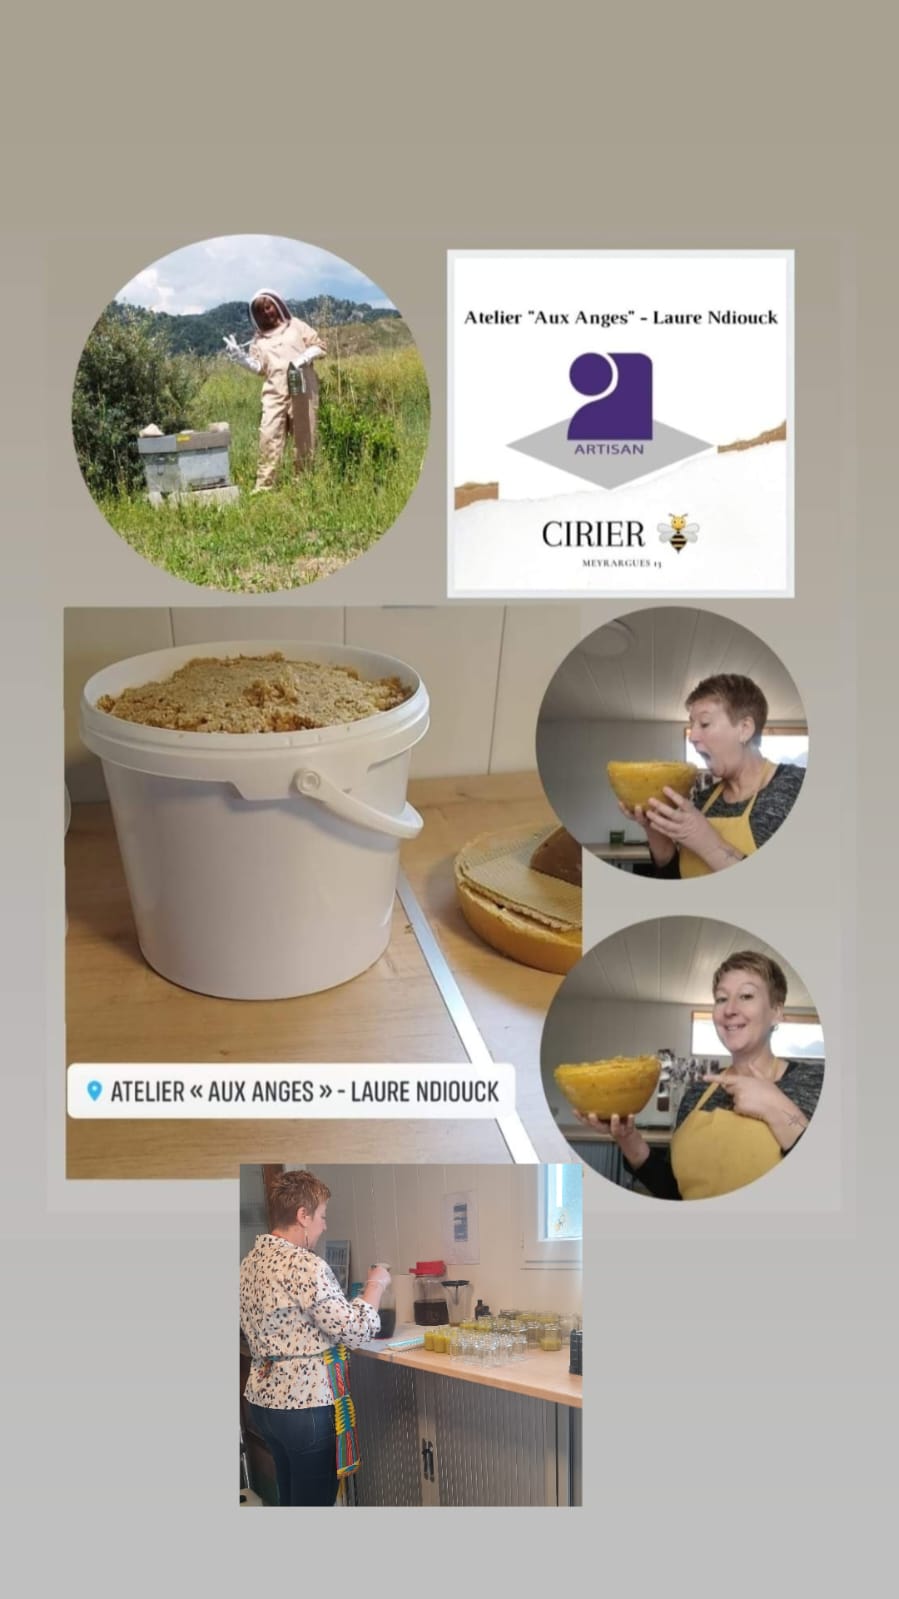 Atelier "Aux Anges" - Laure Ndiouck
ARTISAN
CIRIER
MEYRARGUES 13
ATELIER « AUX ANGES » - LAURE NDIOUCK